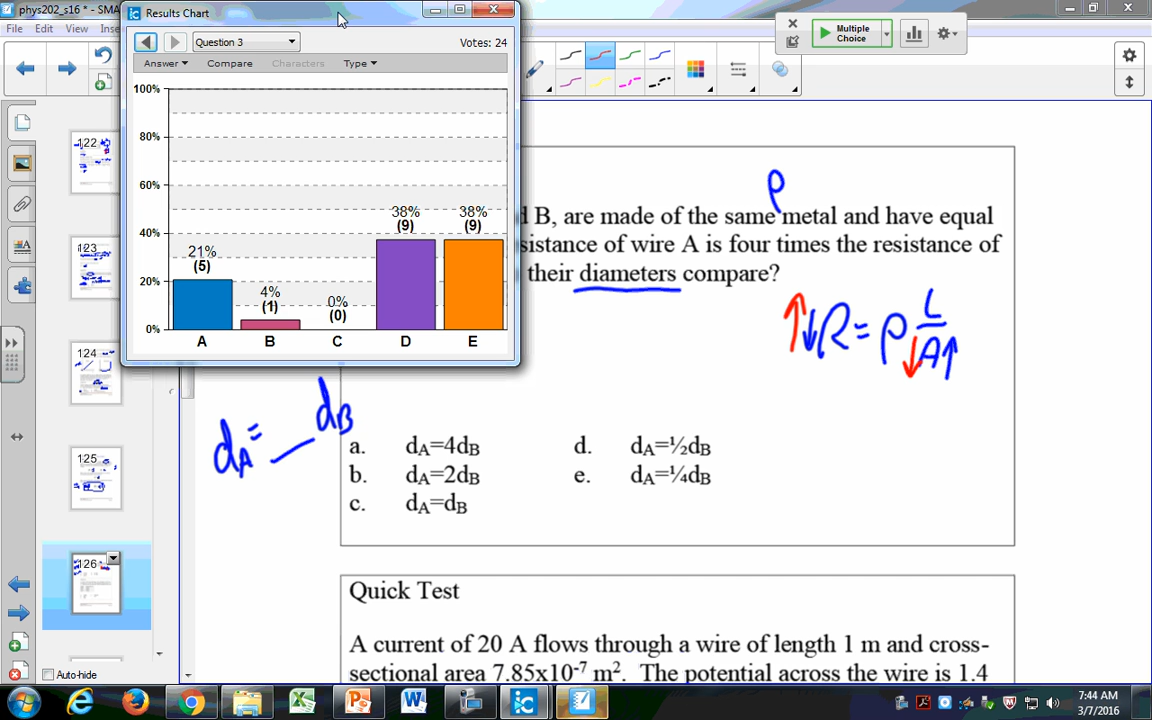 phys202_s16 * - SMA
File Edit View Ins
Results Chart
Question 3
Votes: 24
Answer Compare Characters Type
Multiple Choice
100%
80%
60%
40%
20%
0%
21%
(5)
4%
(1)
0%
(0)
38%
(9)
38%
(9)
A B C D E
122
123
124
125
126
Auto-hide
ρ
d B, are made of the same metal and have equal
sistance of wire A is four times the resistance of
their diameters compare?
↑↓R = ρ L/A ↓↑
dA = __ dB
a. dA=4dB
b. dA=2dB
c. dA=dB
d. dA=½dB
e. dA=¼dB
Quick Test
A current of 20 A flows through a wire of length 1 m and cross-
sectional area 7.85x10⁻⁷ m². The potential across the wire is 1.4
7:44 AM
3/7/2016